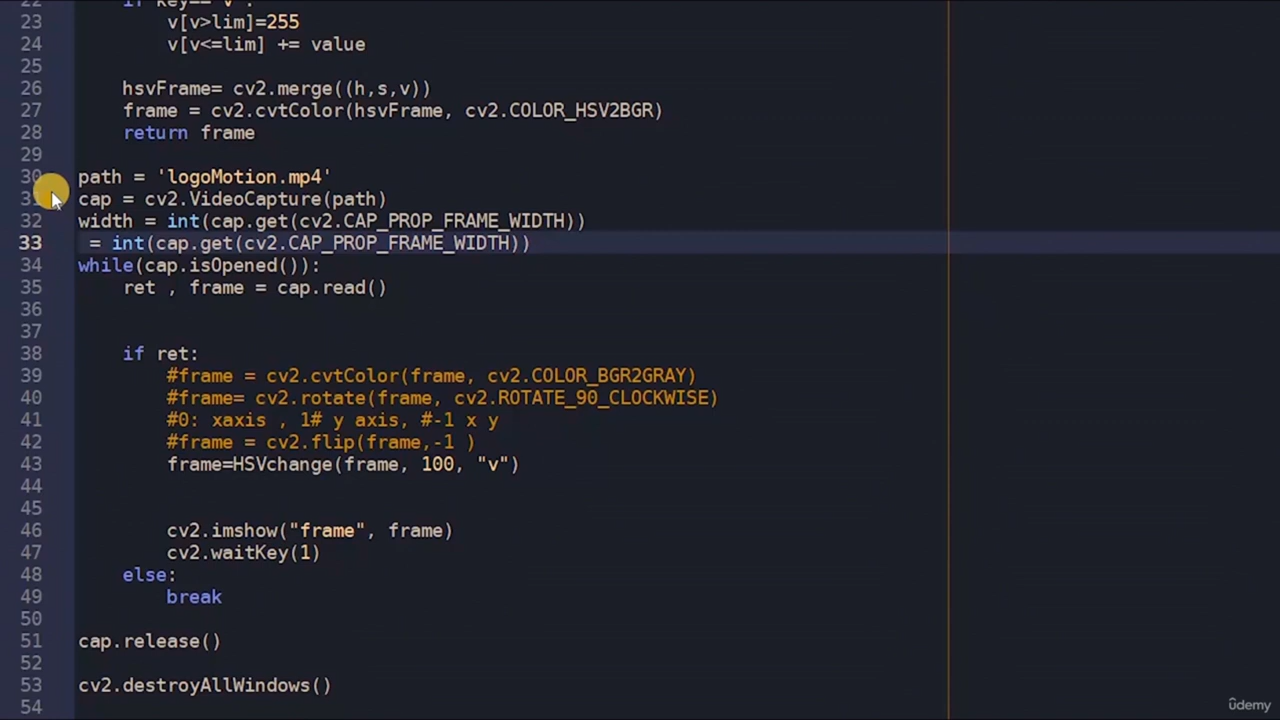 22 if key=="v":
23 v[v>lim]=255
24 v[v<=lim] += value
25
26 hsvFrame= cv2.merge((h,s,v))
27 frame = cv2.cvtColor(hsvFrame, cv2.COLOR_HSV2BGR)
28 return frame
29
30 path = 'logoMotion.mp4'
31 cap = cv2.VideoCapture(path)
32 width = int(cap.get(cv2.CAP_PROP_FRAME_WIDTH))
33 = int(cap.get(cv2.CAP_PROP_FRAME_WIDTH))
34 while(cap.isOpened()):
35 ret , frame = cap.read()
36
37
38 if ret:
39 #frame = cv2.cvtColor(frame, cv2.COLOR_BGR2GRAY)
40 #frame= cv2.rotate(frame, cv2.ROTATE_90_CLOCKWISE)
41 #0: xaxis , 1# y axis, #-1 x y
42 #frame = cv2.flip(frame,-1 )
43 frame=HSVchange(frame, 100, "v")
44
45
46 cv2.imshow("frame", frame)
47 cv2.waitKey(1)
48 else:
49 break
50
51 cap.release()
52
53 cv2.destroyAllWindows()
54
udemy